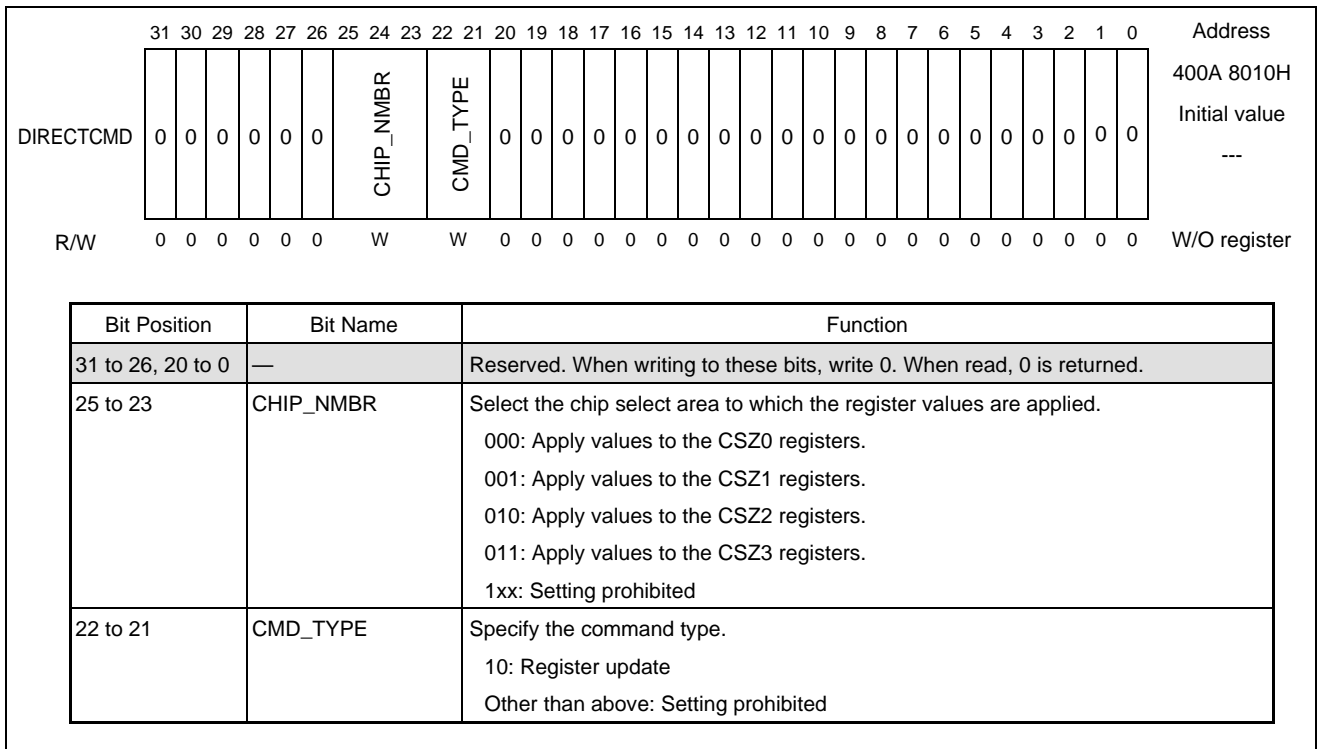 31 30 29 28 27 26 25 24 23 22 21 20 19 18 17 16 15 14 13 12 11 10 9 8 7 6 5 4 3 2 1 0 Address
400A 8010H
Initial value
DIRECTCMD 0 0 0 0 0 0 CHIP_NMBR CMD_TYPE 0 0 0 0 0 0 0 0 0 0 0 0 0 0 0 0 0 0 0 0 0
---
R/W 0 0 0 0 0 0 W W 0 0 0 0 0 0 0 0 0 0 0 0 0 0 0 0 0 0 0 0 0 W/O register
Bit Position Bit Name Function
31 to 26, 20 to 0 — Reserved. When writing to these bits, write 0. When read, 0 is returned.
25 to 23 CHIP_NMBR Select the chip select area to which the register values are applied.
000: Apply values to the CSZ0 registers.
001: Apply values to the CSZ1 registers.
010: Apply values to the CSZ2 registers.
011: Apply values to the CSZ3 registers.
1xx: Setting prohibited
22 to 21 CMD_TYPE Specify the command type.
10: Register update
Other than above: Setting prohibited